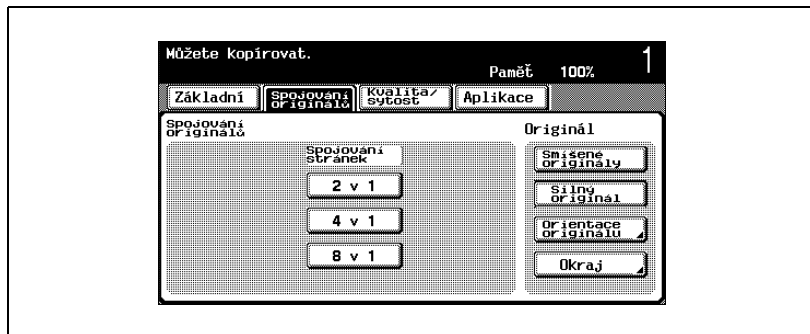 Můžete kopírovat.
Paměť 100% 1
Základní
Spojování
originálů
Kvalita/
sytost
Aplikace
Spojování
originálů
Originál
Spojování
stránek
2 v 1
4 v 1
8 v 1
Smíšené
originály
Silný
originál
Orientace
originálu
Okraj